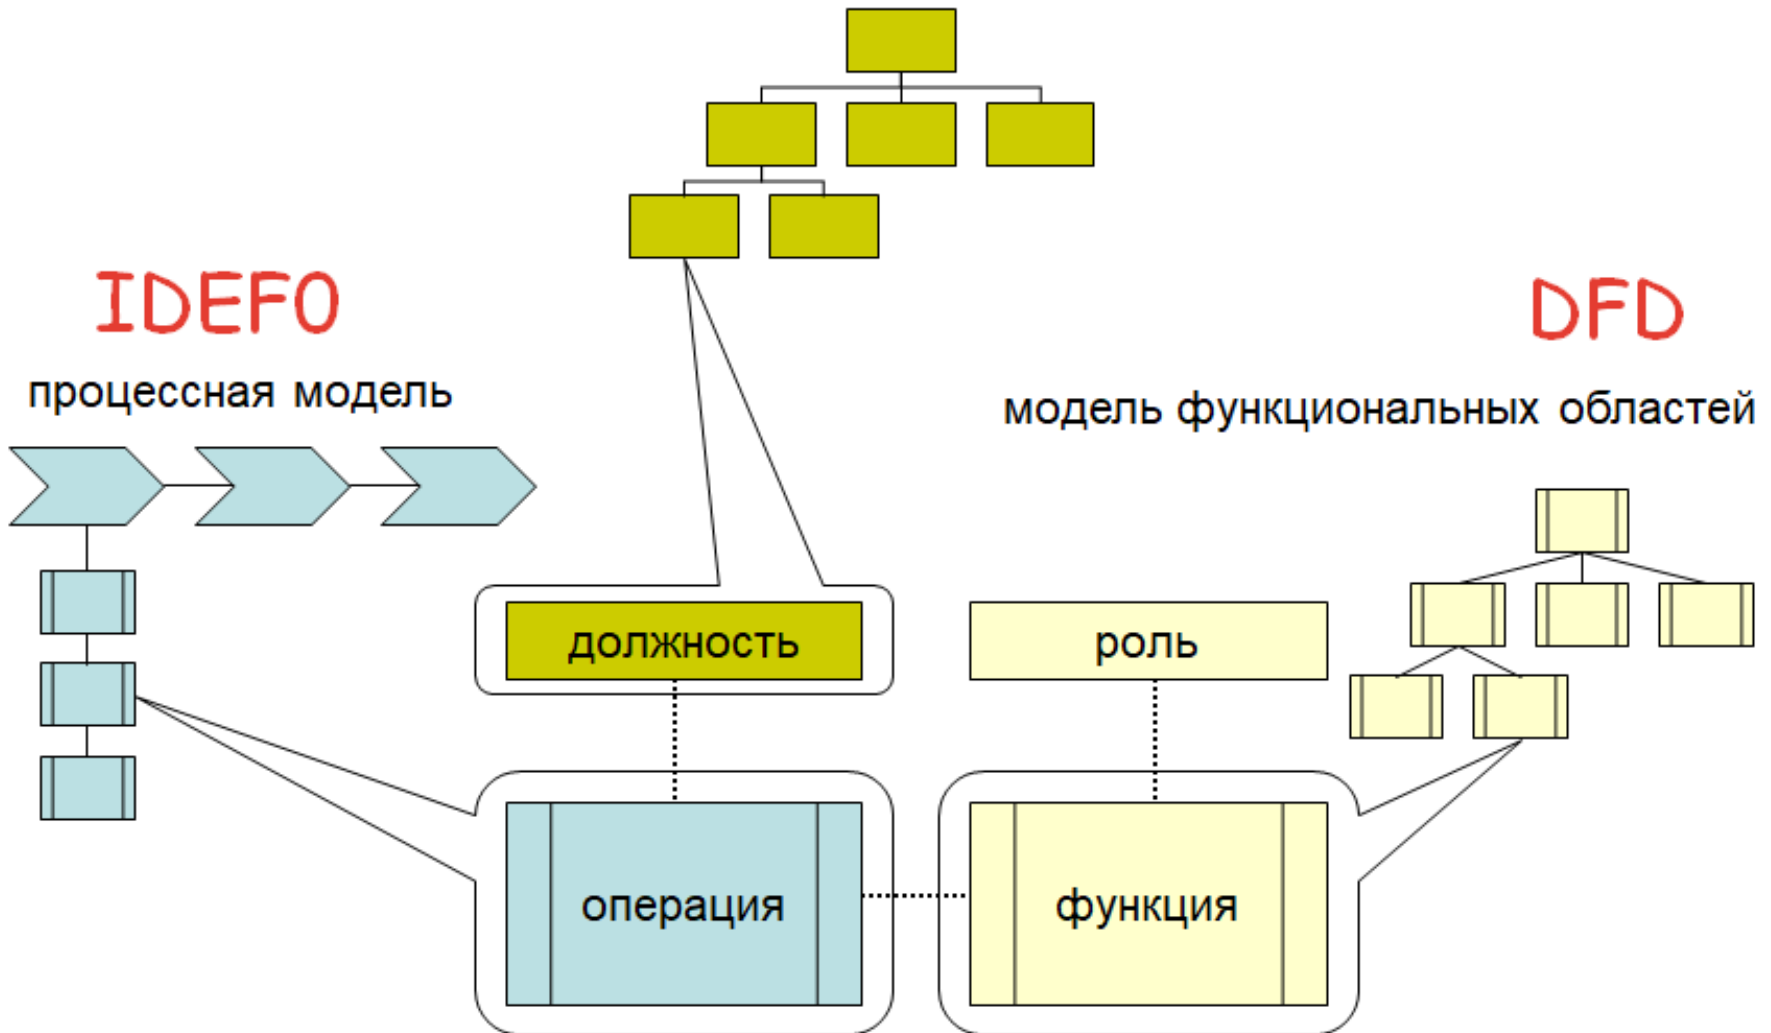 IDEF0
DFD
процессная модель
модель функциональных областей
должность
роль
операция
функция